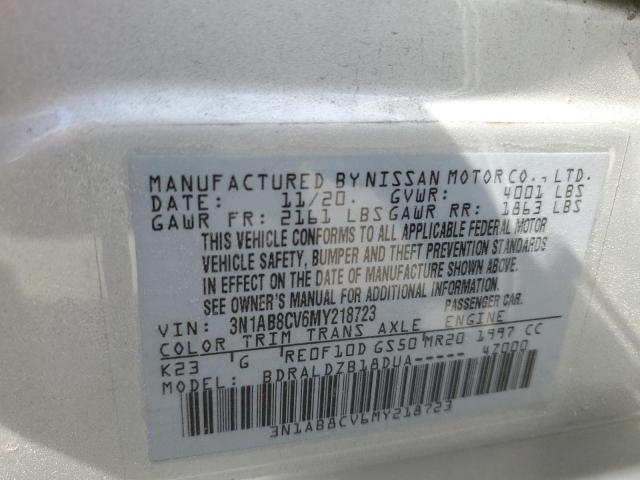 MANUFACTURED BY NISSAN MOTOR CO., LTD.
DATE: 11/20. GVWR: 4001 LBS
GAWR FR: 2161 LBS GAWR RR: 1863 LBS
THIS VEHICLE CONFORMS TO ALL APPLICABLE FEDERAL MOTOR
VEHICLE SAFETY, BUMPER AND THEFT PREVENTION STANDARDS
IN EFFECT ON THE DATE OF MANUFACTURE SHOWN ABOVE.
SEE OWNER'S MANUAL FOR ADDITIONAL INFORMATION.
VIN: 3N1AB8CV6MY218723 PASSENGER CAR.
COLOR TRIM TRANS AXLE ENGINE
K23 G RE0F10D GS50 MR20 1997 CC
MODEL: BDRALDZB18DUA----- 47000
3N1AB8CV6MY218723